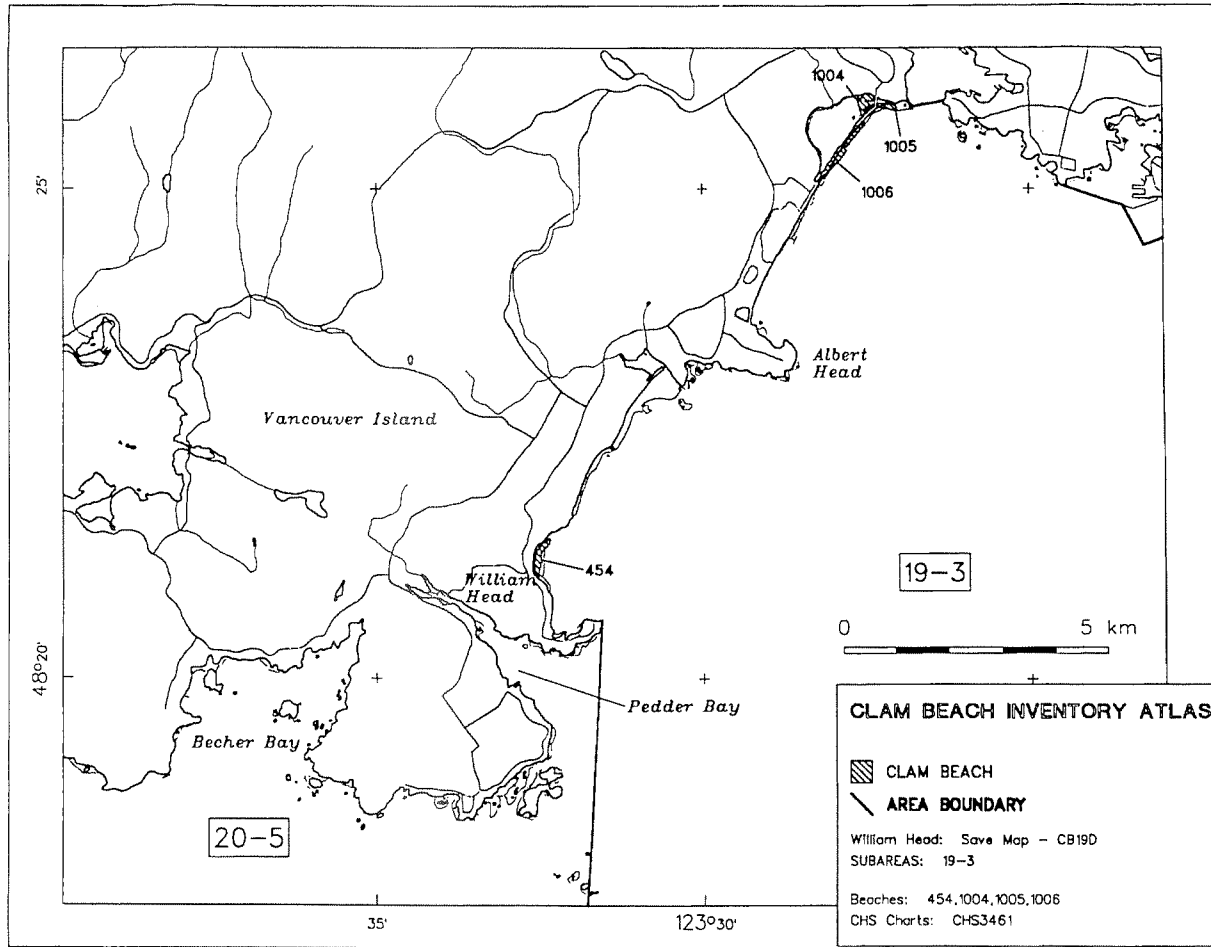 1004
1005
1006
25'
Albert
Head
Vancouver Island
454
19-3
William
Head
0 5 km
48°20'
Pedder Bay
Becher Bay
20-5
CLAM BEACH INVENTORY ATLAS
CLAM BEACH
AREA BOUNDARY
William Head: Save Map - CB19D
SUBAREAS: 19-3
Beaches: 454,1004,1005,1006
CHS Charts: CHS3461
35' 123°30'